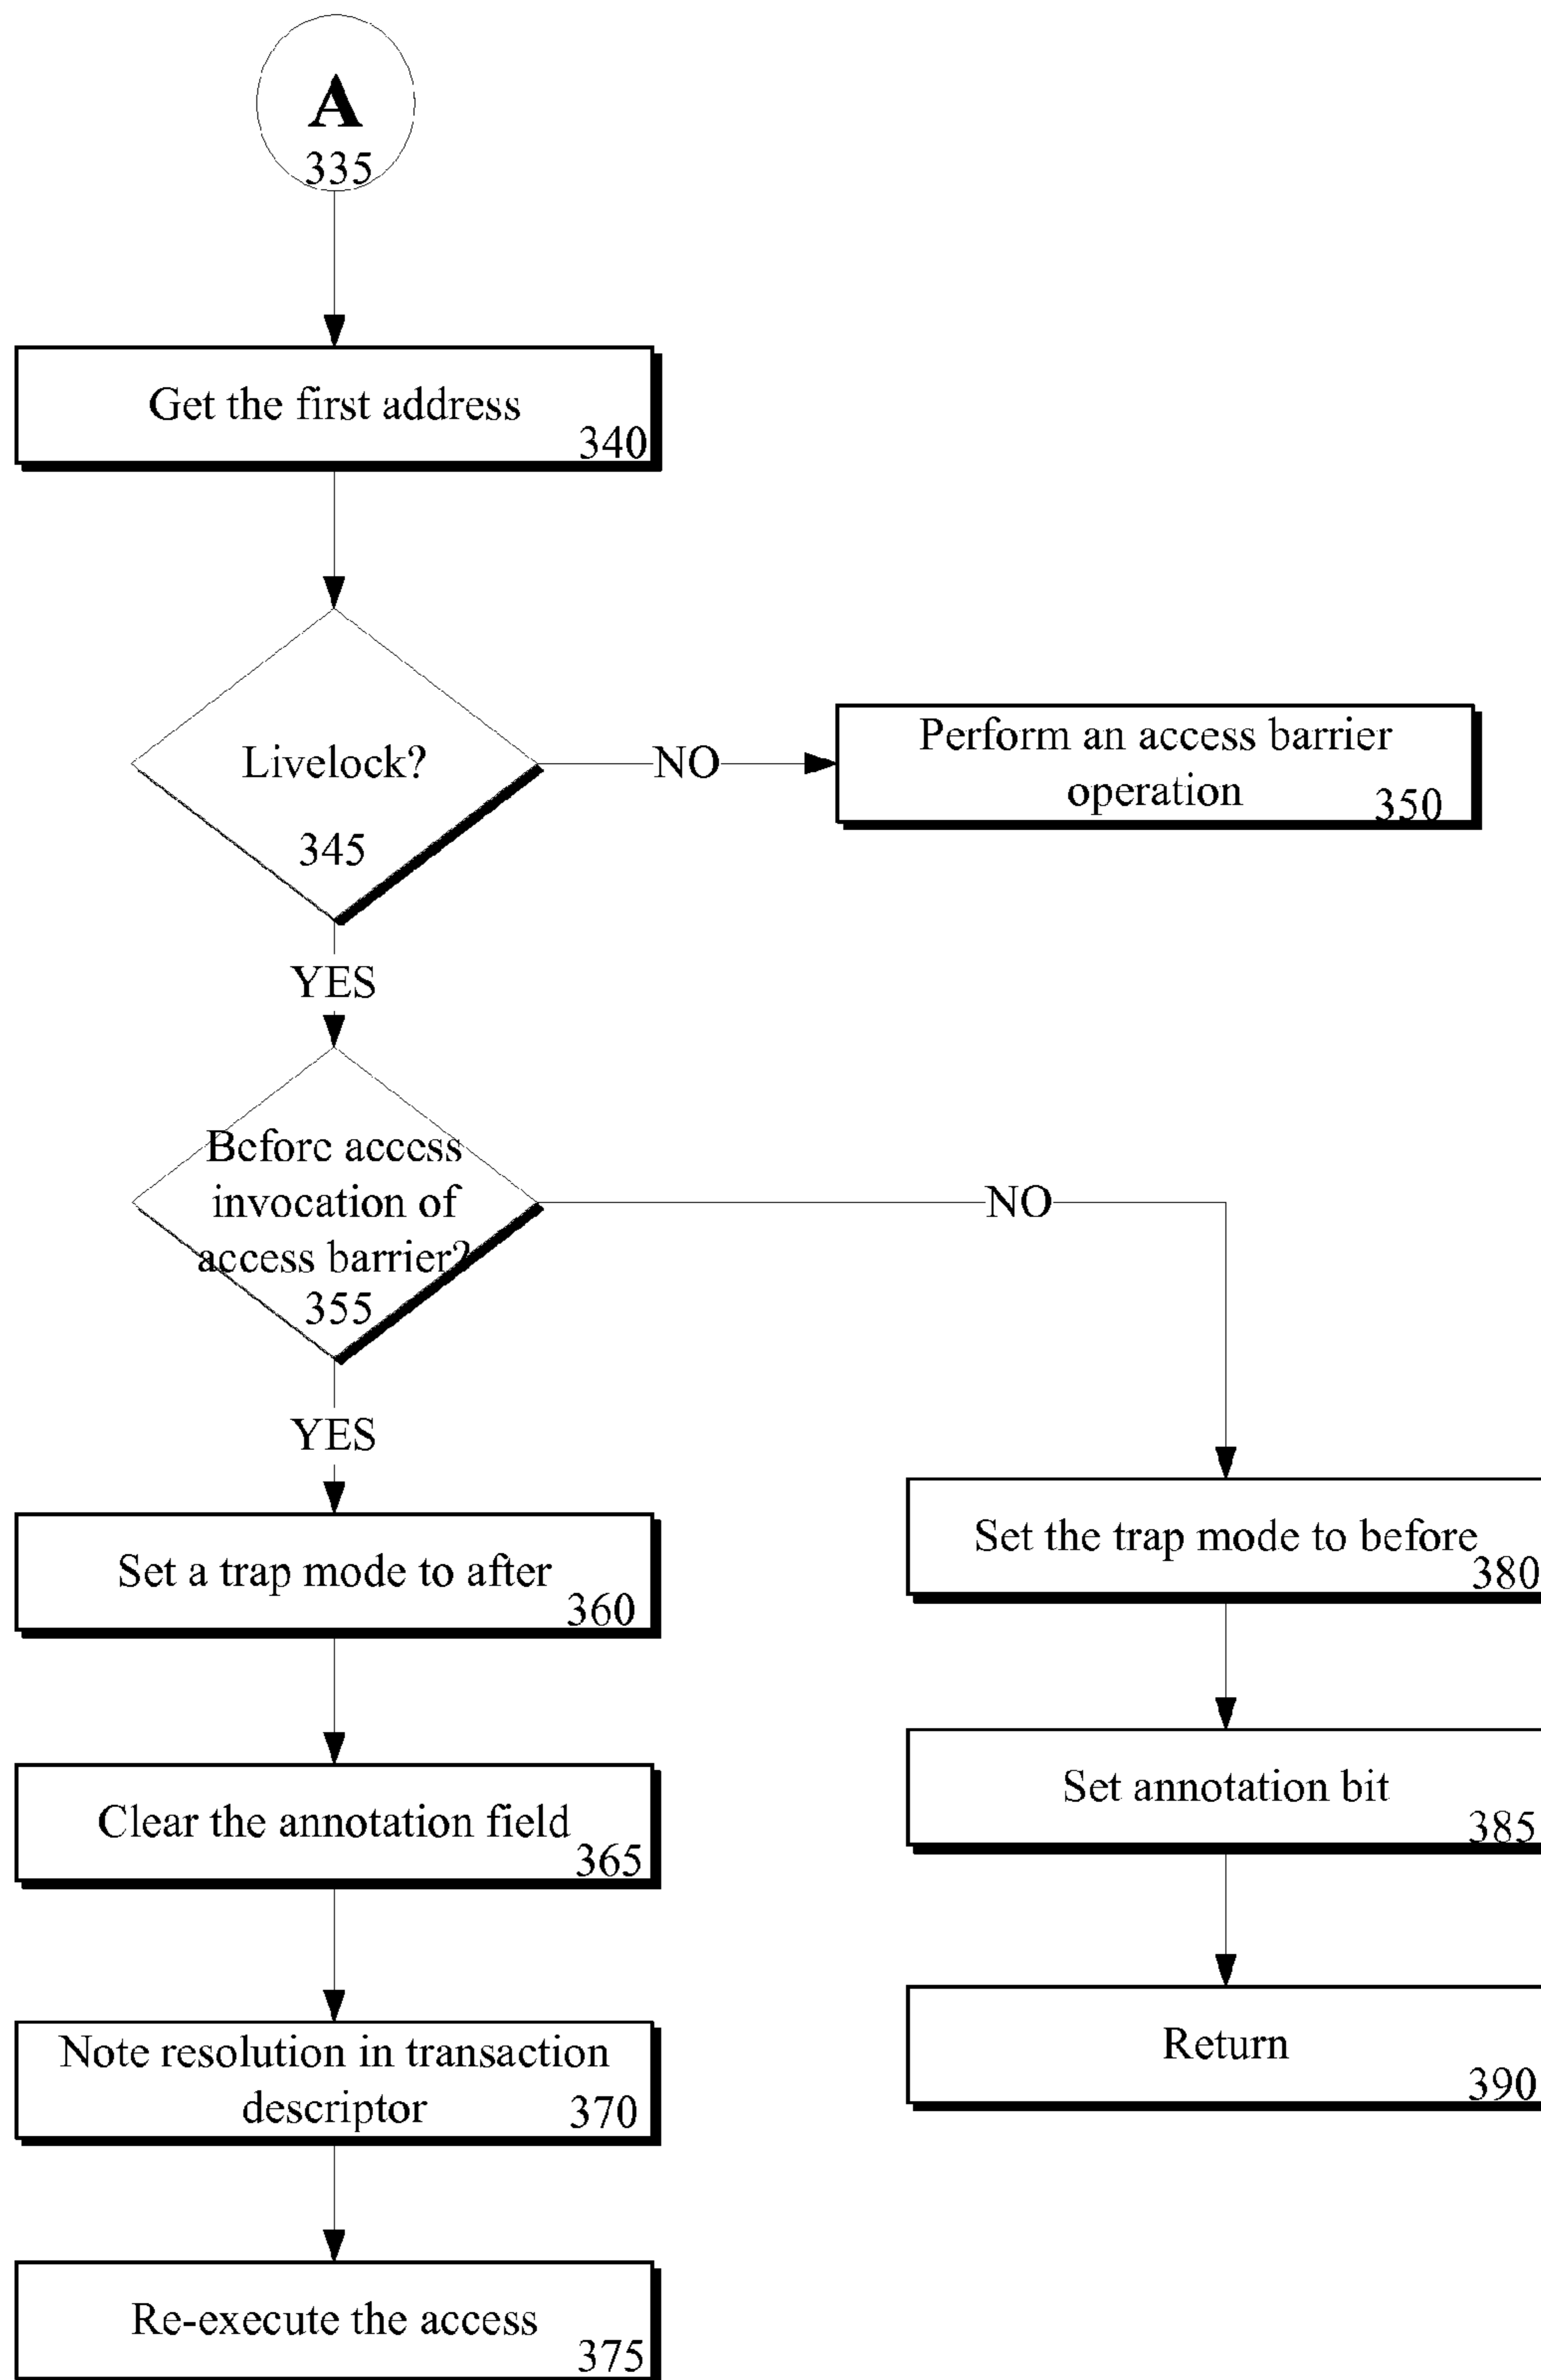 A
335
Get the first address
340
Livelock?
345
NO
Perform an access barrier
operation
350
YES
Before access
invocation of
access barrier?
355
NO
YES
Set a trap mode to after
360
Set the trap mode to before
380
Clear the annotation field
365
Set annotation bit
385
Note resolution in transaction
descriptor
370
Return
390
Re-execute the access
375